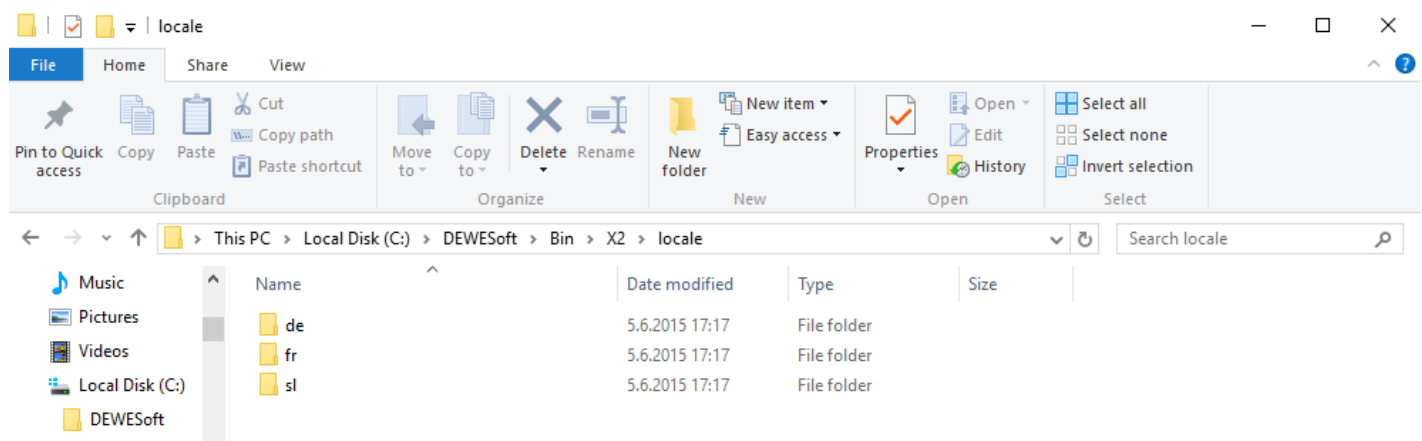 locale
File Home Share View
Pin to Quick access
Copy
Paste
Cut
Copy path
Paste shortcut
Clipboard
Move to
Copy to
Delete
Rename
Organize
New folder
New item
Easy access
New
Properties
Open
Edit
History
Open
Select all
Select none
Invert selection
Select
This PC > Local Disk (C:) > DEWESoft > Bin > X2 > locale
Search locale
Music
Pictures
Videos
Local Disk (C:)
DEWESoft
Name Date modified Type Size
de 5.6.2015 17:17 File folder
fr 5.6.2015 17:17 File folder
sl 5.6.2015 17:17 File folder